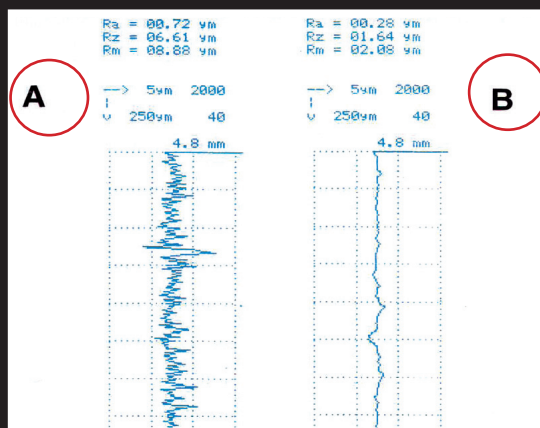 Ra = 00.72 ym
Rz = 06.61 ym
Rm = 08.88 ym
A
--> 5ym 2000
v 250ym 40
4.8 mm
Ra = 00.28 ym
Rz = 01.64 ym
Rm = 02.08 ym
B
--> 5ym 2000
v 250ym 40
4.8 mm